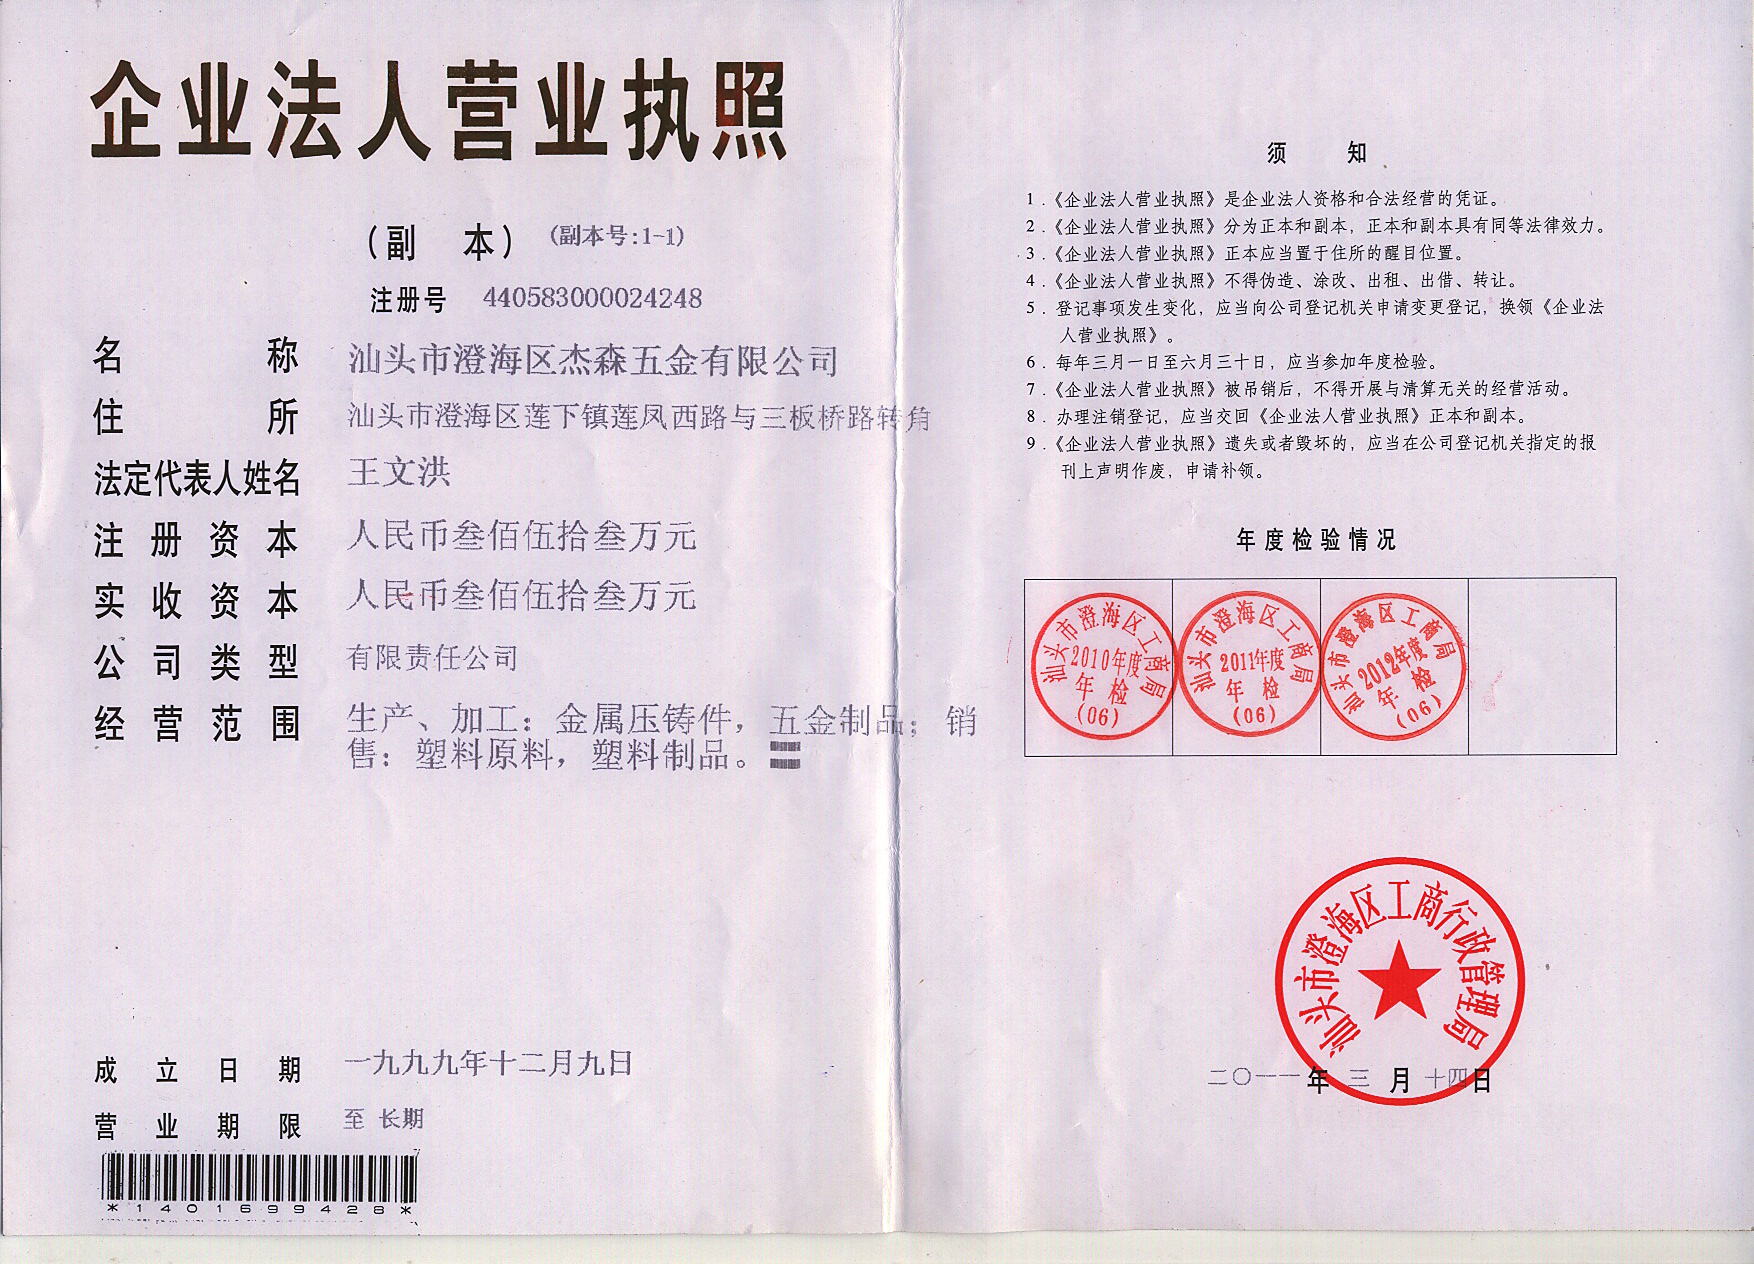 企业法人营业执照
(副 本) (副本号:1-1)
注册号 440583000024248
名 称 汕头市澄海区杰森五金有限公司
住 所 汕头市澄海区莲下镇莲凤西路与三板桥路转角
法定代表人姓名 王文洪
注册资本 人民币叁佰伍拾叁万元
实收资本 人民币叁佰伍拾叁万元
公司类型 有限责任公司
经营范围 生产、加工：金属压铸件，五金制品；销
售：塑料原料，塑料制品。
成立日期 一九九九年十二月九日
营业期限 至 长期
*1401699428*
须 知
1．《企业法人营业执照》是企业法人资格和合法经营的凭证。
2．《企业法人营业执照》分为正本和副本，正本和副本具有同等法律效力。
3．《企业法人营业执照》正本应当置于住所的醒目位置。
4．《企业法人营业执照》不得伪造、涂改、出租、出借、转让。
5．登记事项发生变化，应当向公司登记机关申请变更登记，换领《企业法
人营业执照》。
6．每年三月一日至六月三十日，应当参加年度检验。
7．《企业法人营业执照》被吊销后，不得开展与清算无关的经营活动。
8．办理注销登记，应当交回《企业法人营业执照》正本和副本。
9．《企业法人营业执照》遗失或者毁坏的，应当在公司登记机关指定的报
刊上声明作废，申请补领。
年度检验情况
汕头市澄海区工商局
2010年度
年 检
(06)
汕头市澄海区工商局
2011年度
年 检
(06)
汕头市澄海区工商局
2012年度
年 检
(06)
汕头市澄海区工商行政管理局
二〇一一年 三 月 十四日